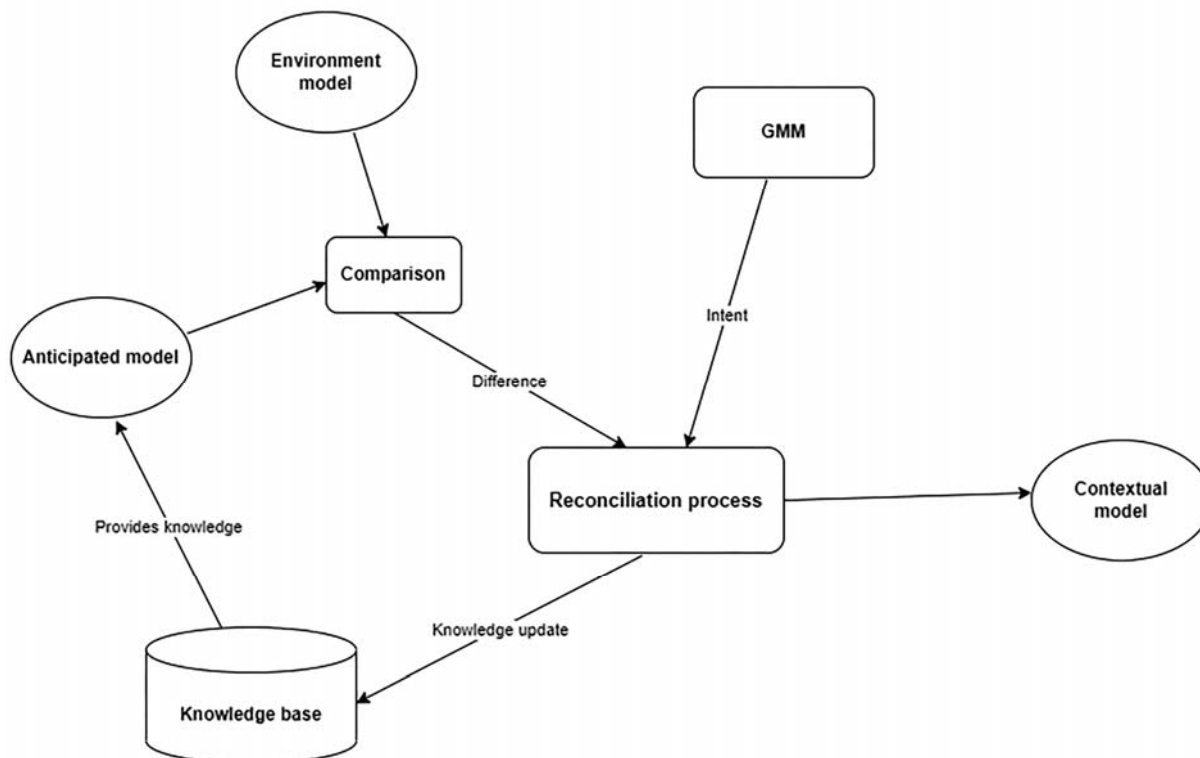 Environment
model
GMM
Comparison
Intent
Anticipated model
Difference
Reconciliation process
Contextual
model
Provides knowledge
Knowledge update
Knowledge base